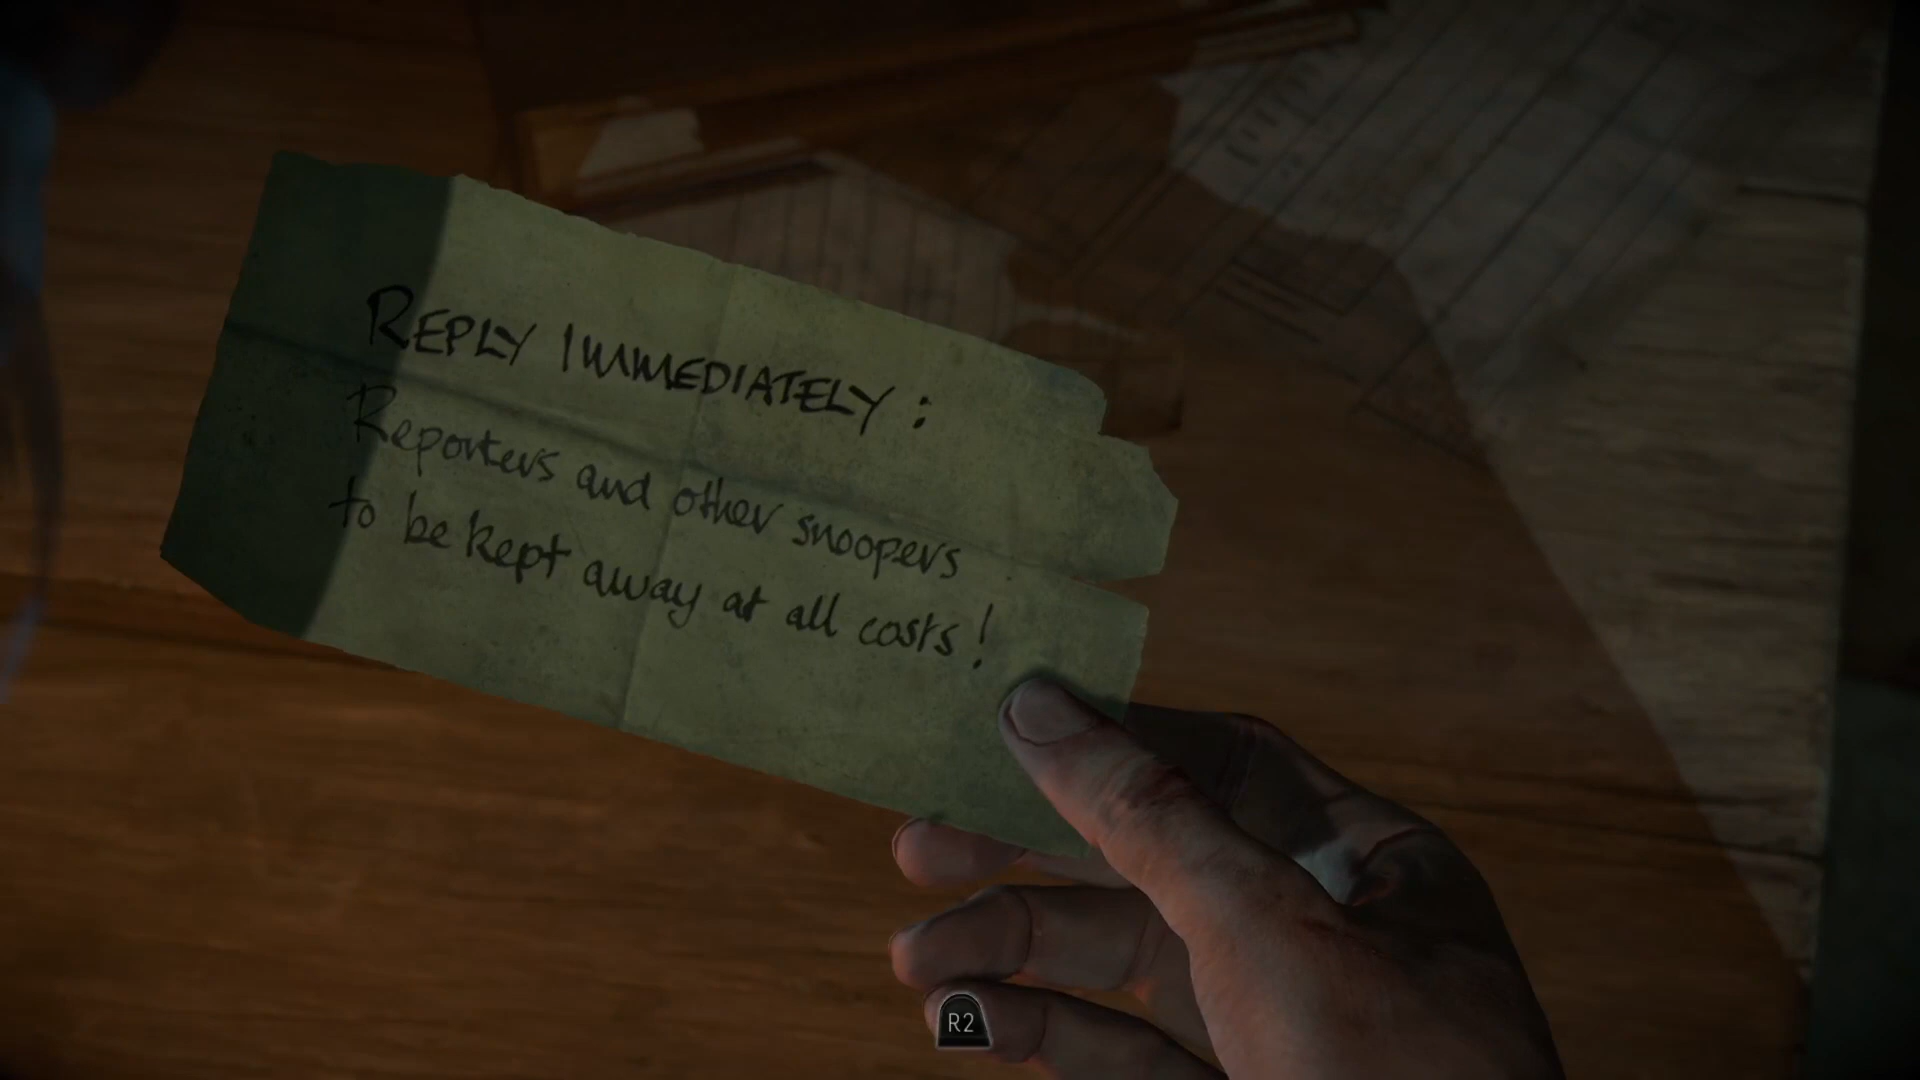 REPLY IMMEDIATELY :
Reporters and other snoopers
to be kept away at all costs!
R2